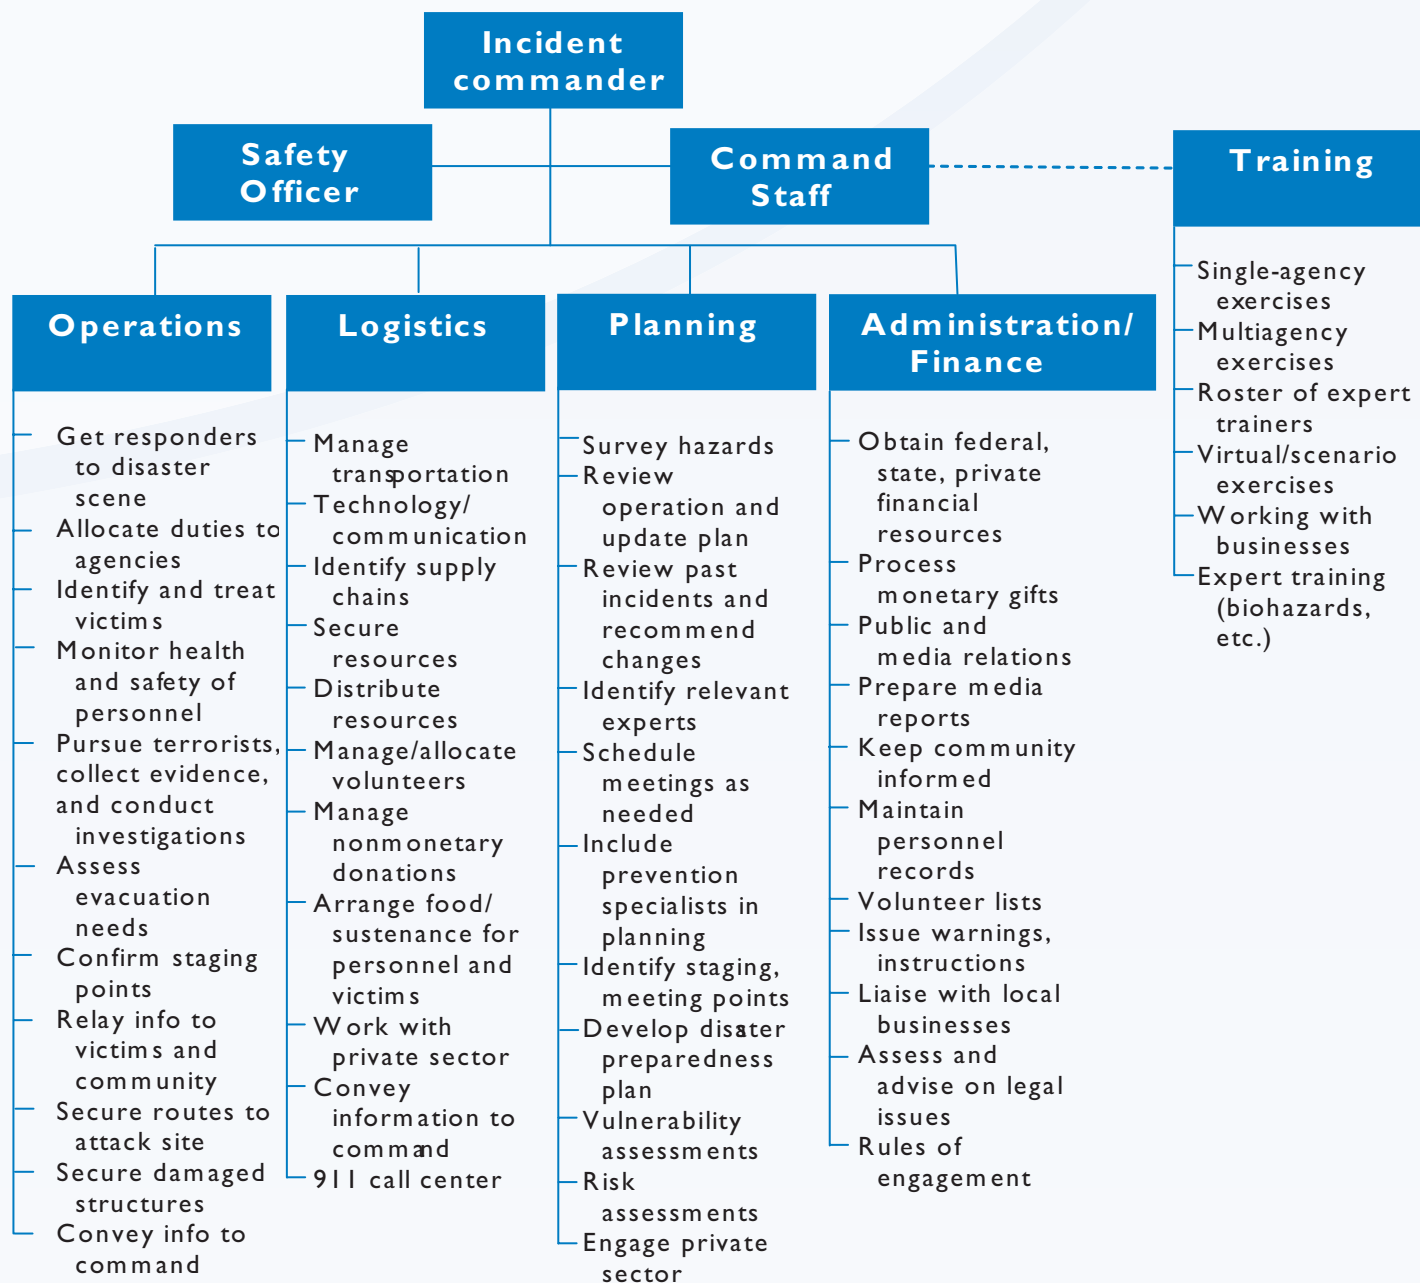 Incident
commander
Safety
Officer
Command
Staff
Training
Single-agency
exercises
Multiagency
exercises
Roster of expert
trainers
Virtual/scenario
exercises
Working with
businesses
Expert training
(biohazards,
etc.)
Operations
Get responders
to disaster
scene
Allocate duties to
agencies
Identify and treat
victims
Monitor health
and safety of
personnel
Pursue terrorists,
collect evidence,
and conduct
investigations
Assess
evacuation
needs
Confirm staging
points
Relay info to
victims and
community
Secure routes to
attack site
Secure damaged
structures
Convey info to
command
Logistics
Manage
transportation
Technology/
communication
Identify supply
chains
Secure
resources
Distribute
resources
Manage/allocate
volunteers
Manage
nonmonetary
donations
Arrange food/
sustenance for
personnel and
victims
Work with
private sector
Convey
information to
command
911 call center
Planning
Survey hazards
Review
operation and
update plan
Review past
incidents and
recommend
changes
Identify relevant
experts
Schedule
meetings as
needed
Include
prevention
specialists in
planning
Identify staging,
meeting points
Develop disaster
preparedness
plan
Vulnerability
assessments
Risk
assessments
Engage private
sector
Administration/
Finance
Obtain federal,
state, private
financial
resources
Process
monetary gifts
Public and
media relations
Prepare media
reports
Keep community
informed
Maintain
personnel
records
Volunteer lists
Issue warnings,
instructions
Liaise with local
businesses
Assess and
advise on legal
issues
Rules of
engagement